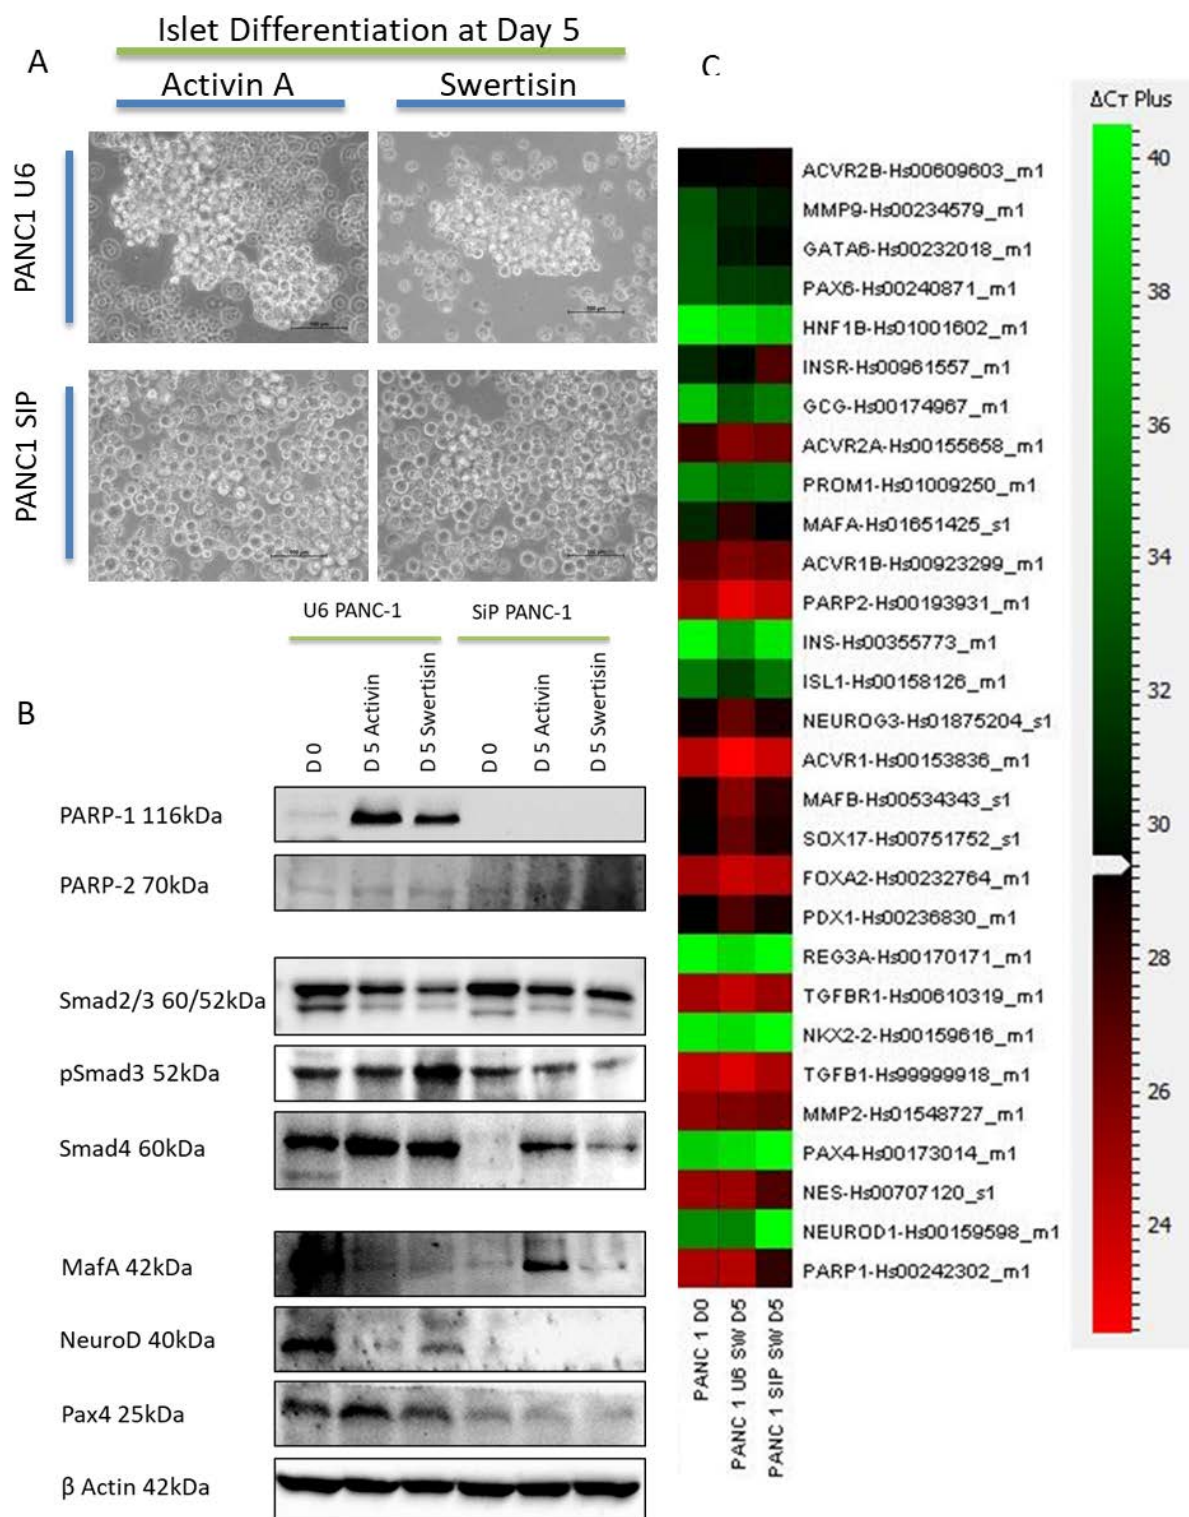 Islet Differentiation at Day 5
A
Activin A
Swertisin
PANC1 U6
PANC1 SIP
100 µm
U6 PANC-1
SiP PANC-1
B
D 0
D 5 Activin
D 5 Swertisin
D 0
D 5 Activin
D 5 Swertisin
PARP-1 116kDa
PARP-2 70kDa
Smad2/3 60/52kDa
pSmad3 52kDa
Smad4 60kDa
MafA 42kDa
NeuroD 40kDa
Pax4 25kDa
β Actin 42kDa
C
ΔCT Plus
ACVR2B-Hs00609603_m1
MMP9-Hs00234579_m1
GATA6-Hs00232018_m1
PAX6-Hs00240871_m1
HNF1B-Hs01001602_m1
INSR-Hs00961557_m1
GCG-Hs00174967_m1
ACVR2A-Hs00155658_m1
PROM1-Hs01009250_m1
MAFA-Hs01651425_s1
ACVR1B-Hs00923299_m1
PARP2-Hs00193931_m1
INS-Hs00355773_m1
ISL1-Hs00158126_m1
NEUROG3-Hs01875204_s1
ACVR1-Hs00153836_m1
MAFB-Hs00534343_s1
SOX17-Hs00751752_s1
FOXA2-Hs00232764_m1
PDX1-Hs00236830_m1
REG3A-Hs00170171_m1
TGFBR1-Hs00610319_m1
NKX2-2-Hs00159616_m1
TGFB1-Hs99999918_m1
MMP2-Hs01548727_m1
PAX4-Hs00173014_m1
NES-Hs00707120_s1
NEUROD1-Hs00159598_m1
PARP1-Hs00242302_m1
PANC 1 D0
PANC 1 U6 SW D5
PANC 1 SIP SW D5
40
38
36
34
32
30
28
26
24